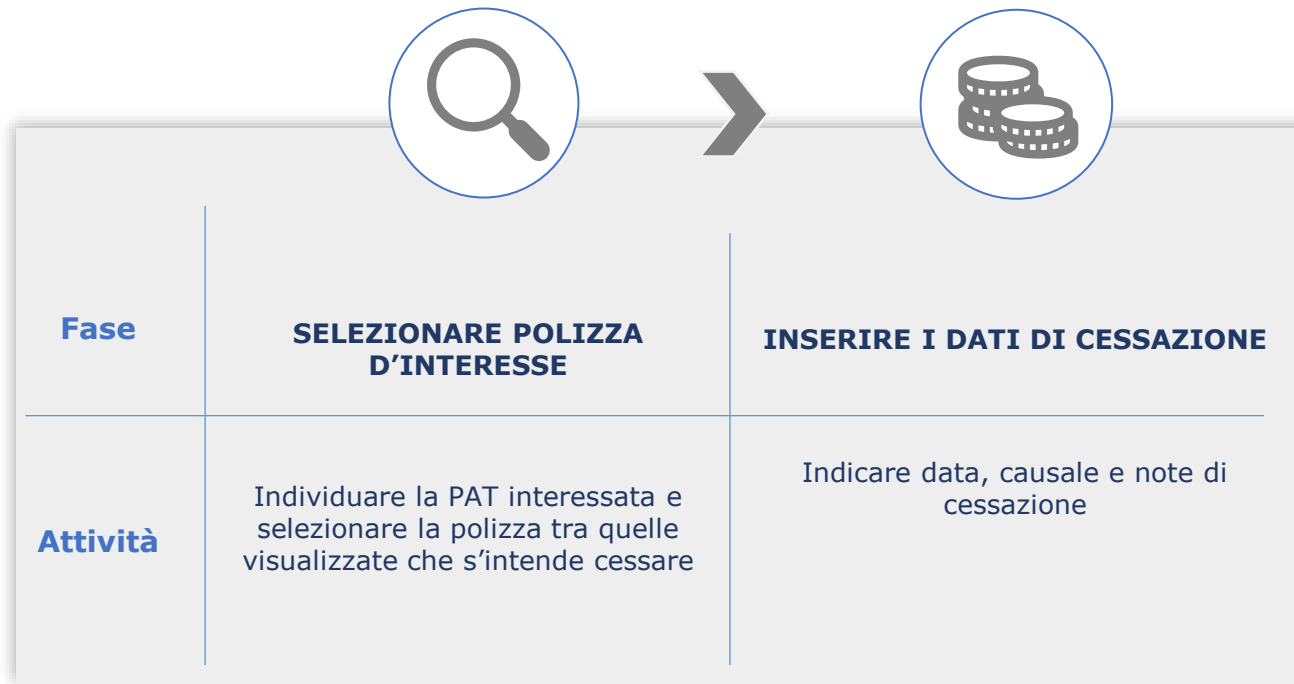 Fase
SELEZIONARE POLIZZA
D’INTERESSE
INSERIRE I DATI DI CESSAZIONE
Attività
Individuare la PAT interessata e
selezionare la polizza tra quelle
visualizzate che s’intende cessare
Indicare data, causale e note di
cessazione